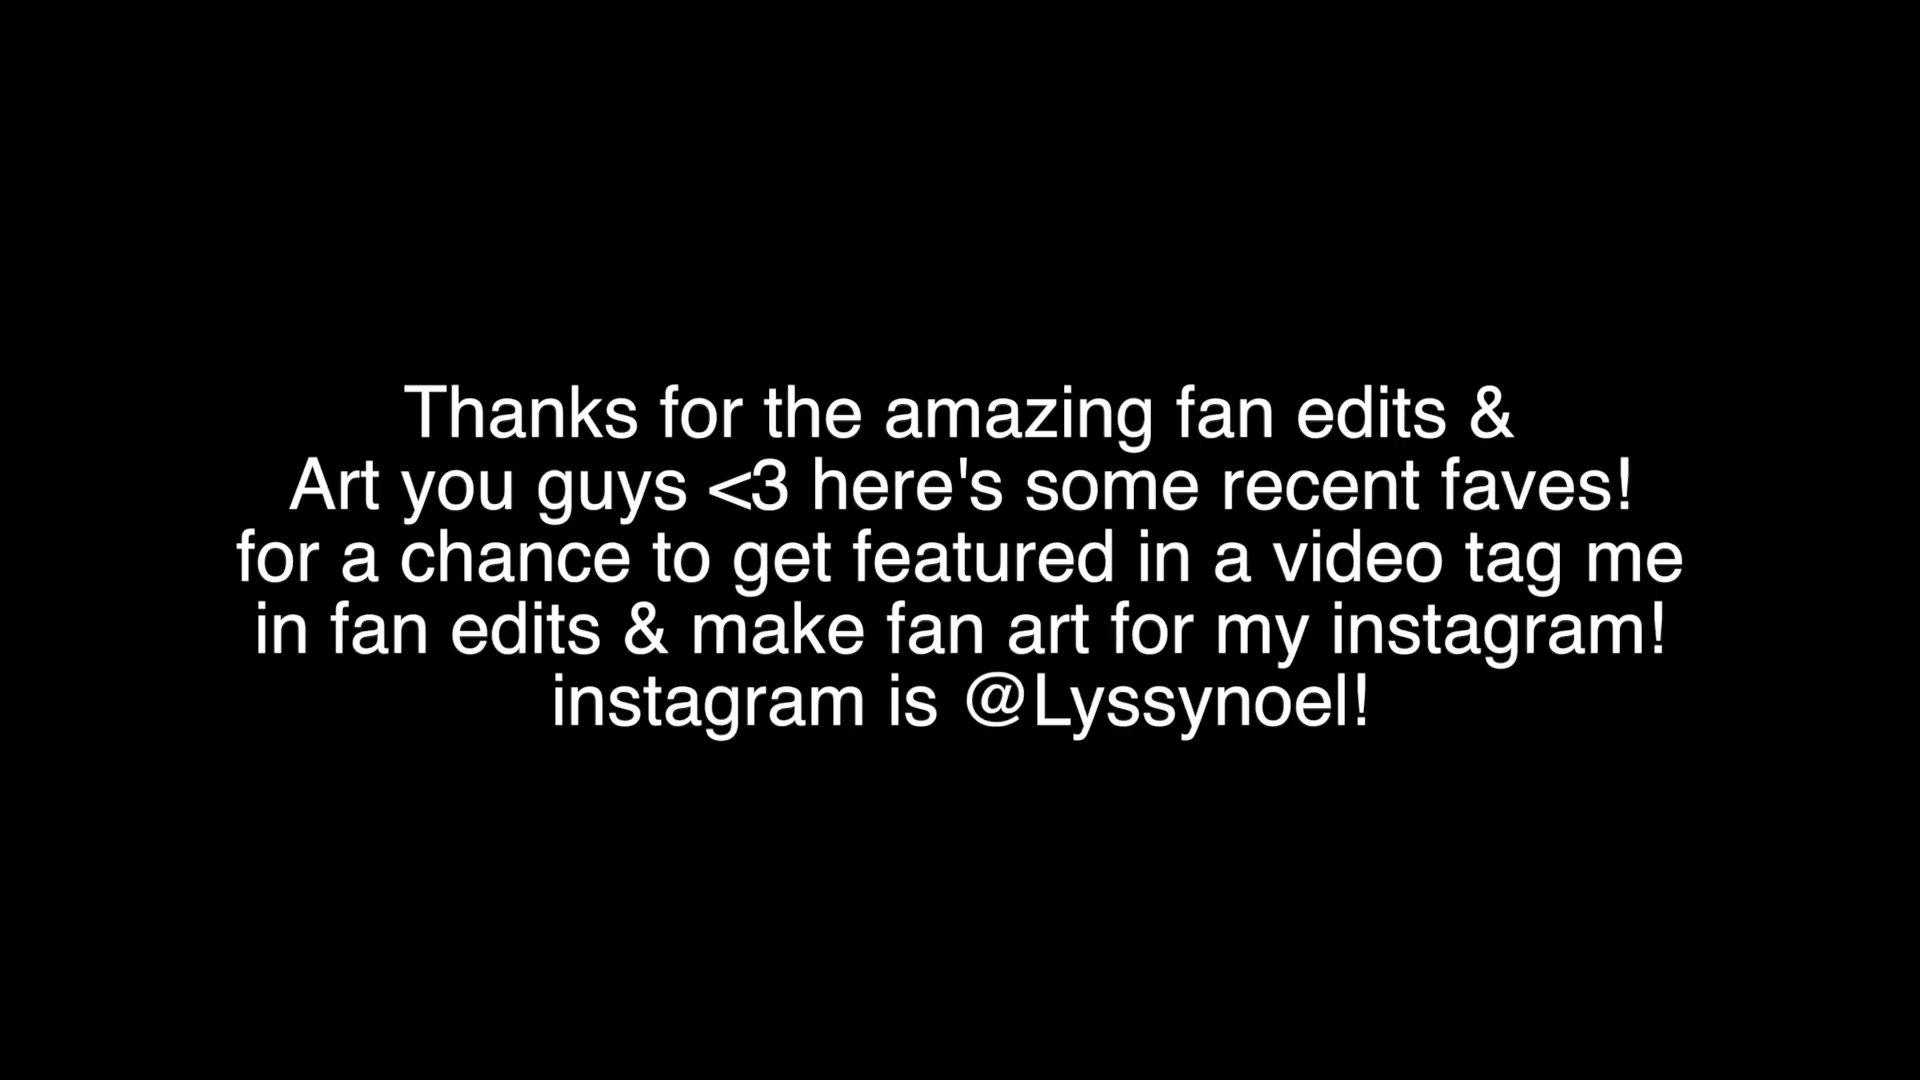 Thanks for the amazing fan edits &
Art you guys <3 here's some recent faves!
for a chance to get featured in a video tag me
in fan edits & make fan art for my instagram!
instagram is @Lyssynoel!